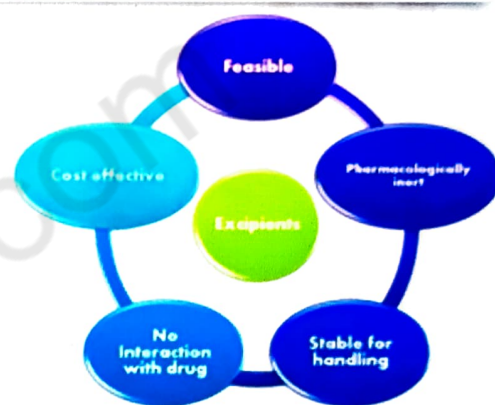 Feasible
Cost effective
Pharmacologically
inert
Excipients
No
Interaction
with drug
Stable for
handling